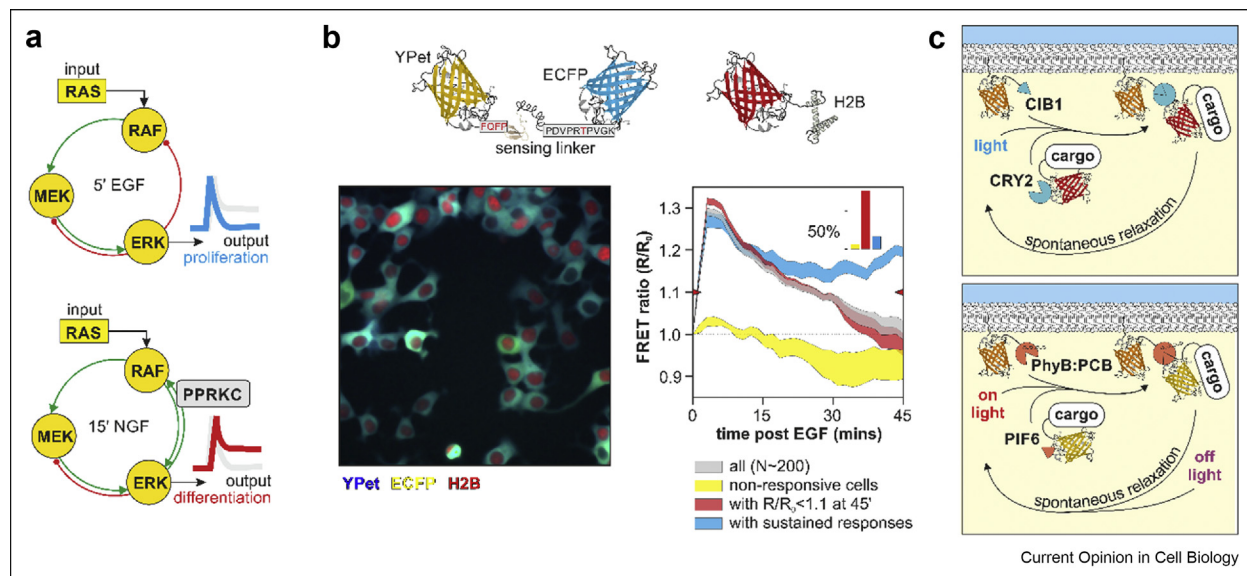 a
input
RAS
RAF
MEK
5' EGF
ERK
output
proliferation
input
RAS
RAF
PPRKC
MEK
15' NGF
ERK
output
differentiation
b
YPet
ECFP
H2B
FQFP
PDVPRTPVGK
sensing linker
YPet ECFP H2B
FRET ratio (R/R0)
1.3
1.2
1.1
1.0
0.9
50%
0 15 30 45
time post EGF (mins)
all (N~200)
non-responsive cells
with R/R0<1.1 at 45'
with sustained responses
c
CIB1
cargo
light
cargo
CRY2
spontaneous relaxation
PhyB:PCB
cargo
on
light
cargo
PIF6
off
light
spontaneous relaxation
Current Opinion in Cell Biology